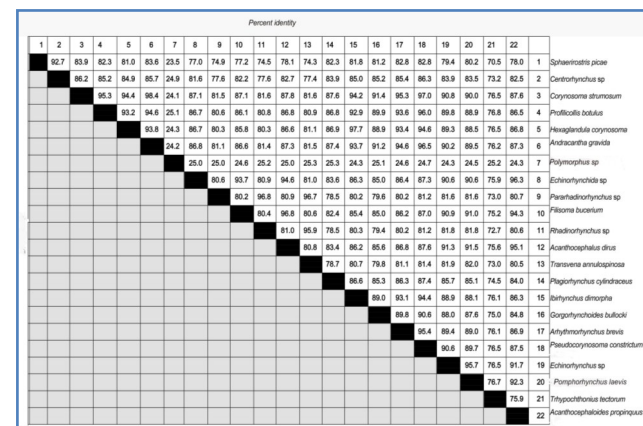 Percent identity
1 2 3 4 5 6 7 8 9 10 11 12 13 14 15 16 17 18 19 20 21 22
92.7 83.9 82.3 81.0 83.6 23.5 77.0 74.9 77.2 74.5 78.1 74.3 82.3 81.8 81.2 82.8 82.8 79.4 80.2 70.5 78.0 1 Sphaerirostris picae
86.2 85.2 84.9 85.7 24.9 81.6 77.6 82.2 77.6 82.7 77.4 83.9 85.0 85.2 85.4 86.3 83.9 83.5 73.2 82.5 2 Centrorhynchus sp
95.3 94.4 98.4 24.1 87.1 81.5 87.1 81.6 87.8 81.6 87.6 94.2 91.4 95.3 97.0 90.8 90.0 76.5 87.6 3 Corynosoma strumosum
93.2 94.6 25.1 86.7 80.6 86.1 80.8 86.8 80.9 86.8 92.9 89.9 93.6 96.0 89.8 88.9 76.8 86.5 4 Profilicollis botulus
93.8 24.3 86.7 80.3 85.8 80.3 86.6 81.1 86.9 97.7 88.9 93.4 94.6 89.3 88.5 76.5 86.8 5 Hexaglandula corynosoma
24.2 86.8 81.1 86.6 81.4 87.3 81.5 87.4 93.7 91.2 94.6 96.5 90.2 89.5 76.2 87.3 6 Andracantha gravida
25.0 25.0 24.6 25.2 25.0 25.3 25.3 24.3 25.1 24.6 24.7 24.3 24.5 25.2 24.3 7 Polymorphus sp
80.6 93.7 80.9 94.6 81.0 83.6 86.3 85.0 86.4 87.3 90.6 90.6 75.9 96.3 8 Echinorhynchida sp
80.2 96.8 80.9 96.7 78.5 80.2 79.6 80.2 81.2 81.6 81.6 73.0 80.7 9 Pararhadinorhynchus sp
80.4 96.8 80.6 82.4 85.4 85.0 86.2 87.0 90.9 91.0 75.2 94.3 10 Filisoma bucerium
81.0 95.9 78.5 80.3 79.4 80.2 81.2 81.8 81.8 72.7 80.6 11 Rhadinorhynchus sp
80.8 83.4 86.2 85.6 86.8 87.6 91.3 91.5 75.6 95.1 12 Acanthocephalus dirus
78.7 80.7 79.8 81.1 81.4 81.9 82.0 73.0 80.5 13 Transvena annulospinosa
86.6 85.3 86.3 87.4 85.7 85.1 74.5 84.0 14 Plagiorhynchus cylindraceus
89.0 93.1 94.4 88.9 88.1 76.1 86.3 15 Ibirhynchus dimorpha
89.8 90.6 88.0 87.6 75.0 84.8 16 Gorgorhynchoides bullocki
95.4 89.4 89.0 76.1 86.9 17 Arhythmorhynchus brevis
90.6 89.7 76.5 87.5 18 Pseudocorynosoma constrictum
95.7 76.5 91.7 19 Echinorhynchus sp
76.7 92.3 20 Pomphorhynchus laevis
75.9 21 Trhypochthonius tectorum
22 Acanthocephaloides propinquus